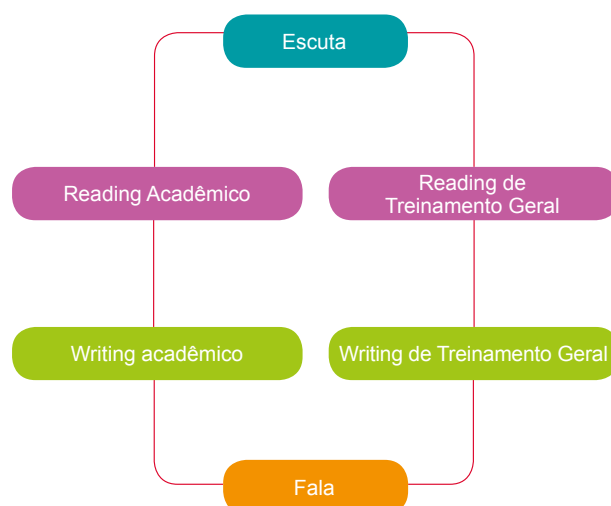 Escuta
Reading Acadêmico
Reading de
Treinamento Geral
Writing acadêmico
Writing de Treinamento Geral
Fala